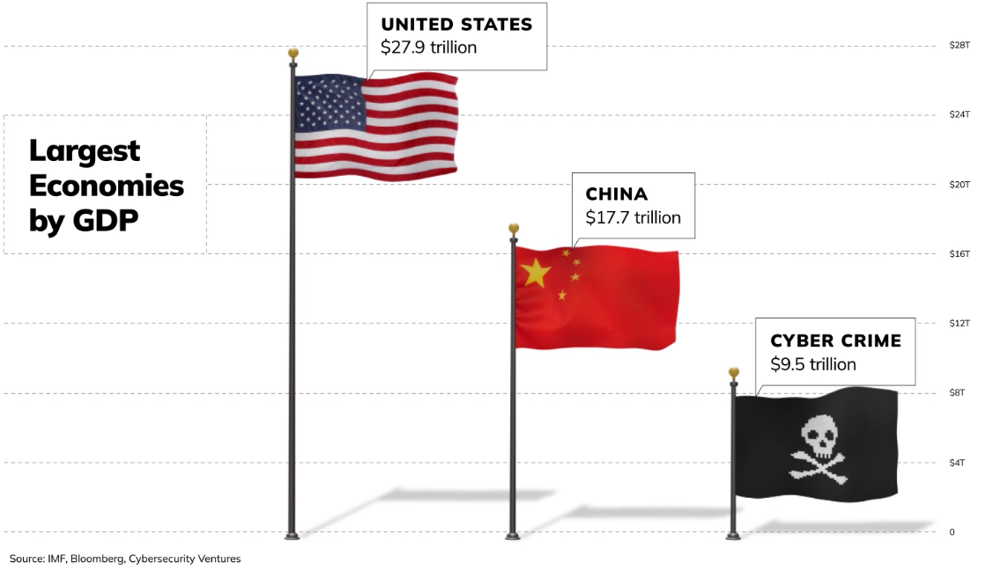 UNITED STATES
$27.9 trillion
$28T
$24T
Largest
Economies
by GDP
$20T
CHINA
$17.7 trillion
$16T
$12T
CYBER CRIME
$9.5 trillion
$8T
$4T
0
Source: IMF, Bloomberg, Cybersecurity Ventures